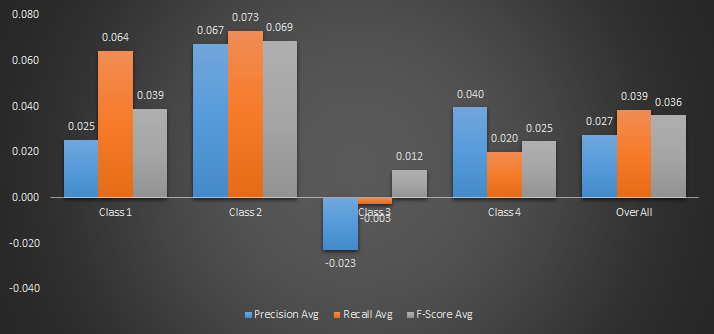 0.080
0.060
0.040
0.020
0.000
-0.020
-0.040
0.025
0.064
0.039
0.067
0.073
0.069
-0.023
-0.003
0.012
0.040
0.020
0.025
0.027
0.039
0.036
Class 1
Class 2
Class 3
Class 4
OverAll
Precision Avg
Recall Avg
F-Score Avg